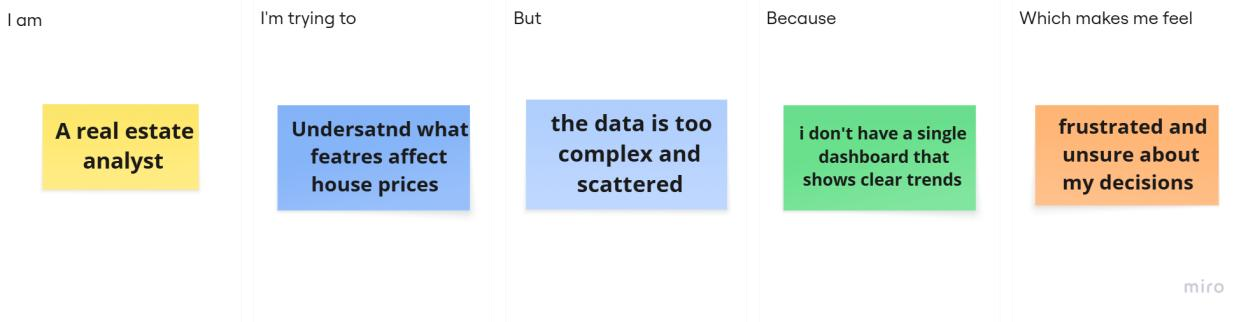 I am
A real estate
analyst
I'm trying to
Undersatnd what
featres affect
house prices
But
the data is too
complex and
scattered
Because
i don't have a single
dashboard that
shows clear trends
Which makes me feel
frustrated and
unsure about
my decisions
miro